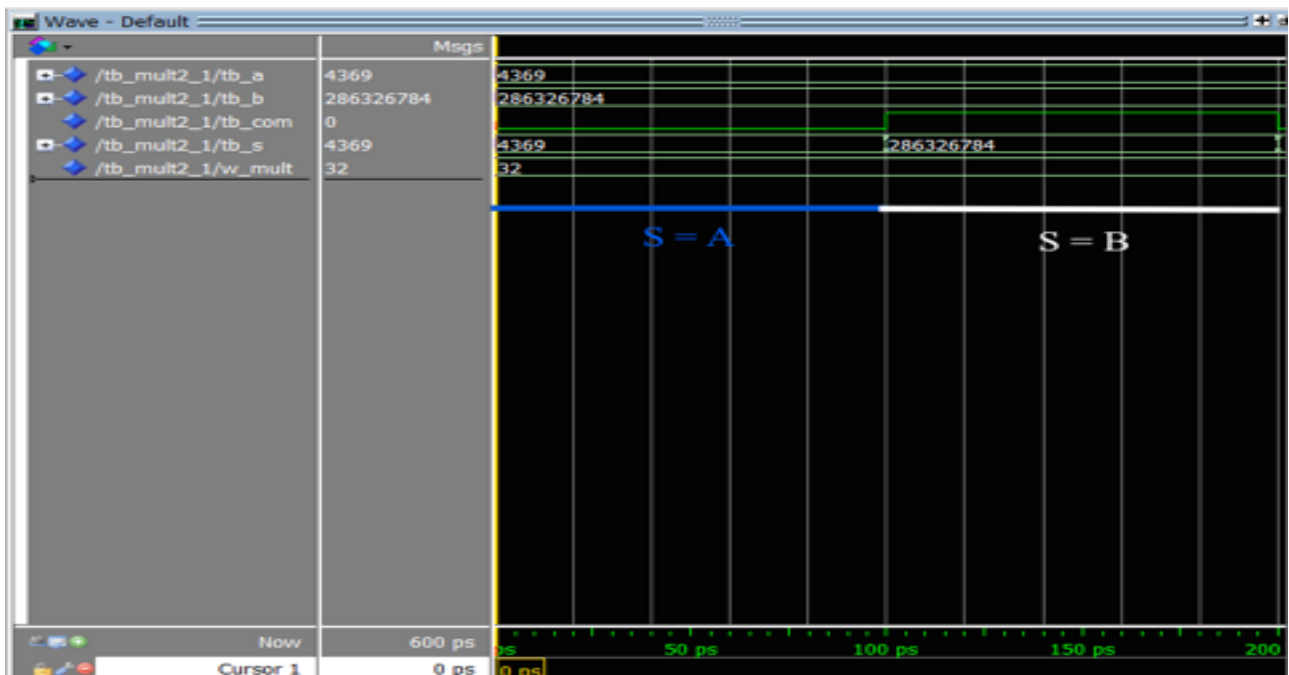 Wave - Default
Msgs
/tb_mult2_1/tb_a 4369 4369
/tb_mult2_1/tb_b 286326784 286326784
/tb_mult2_1/tb_com 0
/tb_mult2_1/tb_s 4369 4369 286326784
/tb_mult2_1/w_mult 32 32
S = A S = B
Now 600 ps ps 50 ps 100 ps 150 ps 200
Cursor 1 0 ps 0 ps